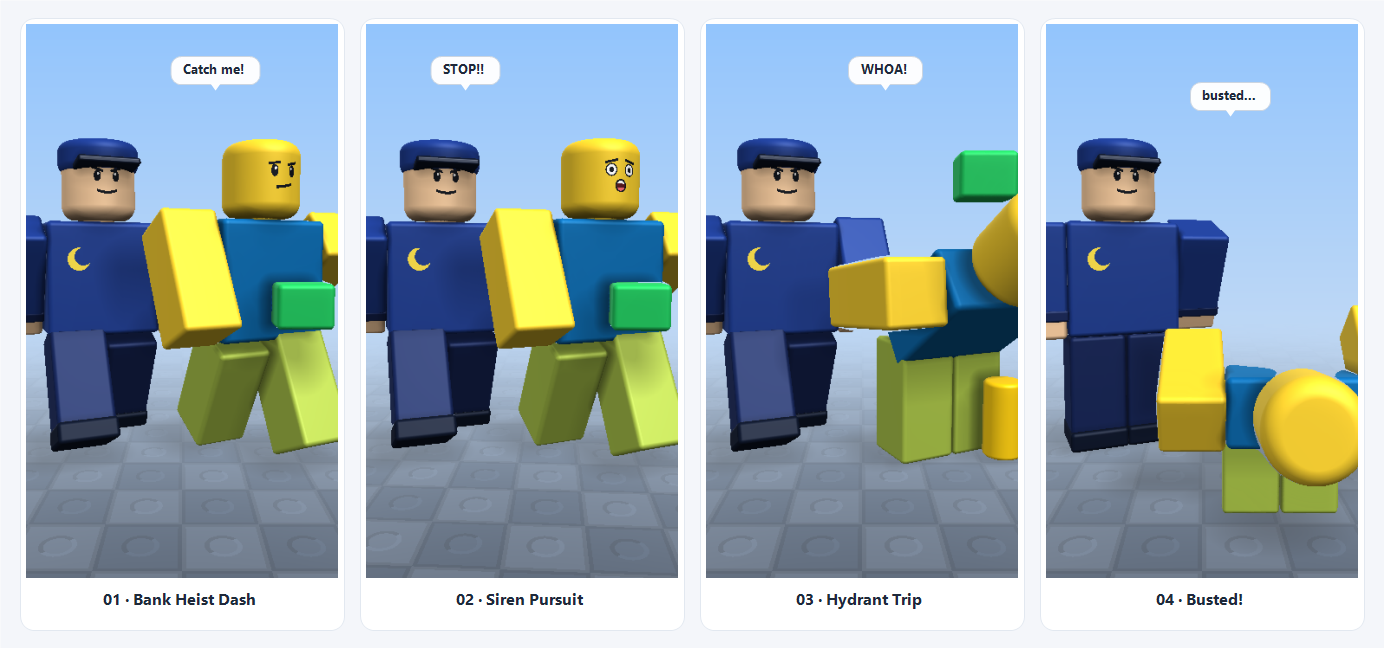 Catch me!
STOP!!
WHOA!
busted...
01 · Bank Heist Dash
02 · Siren Pursuit
03 · Hydrant Trip
04 · Busted!